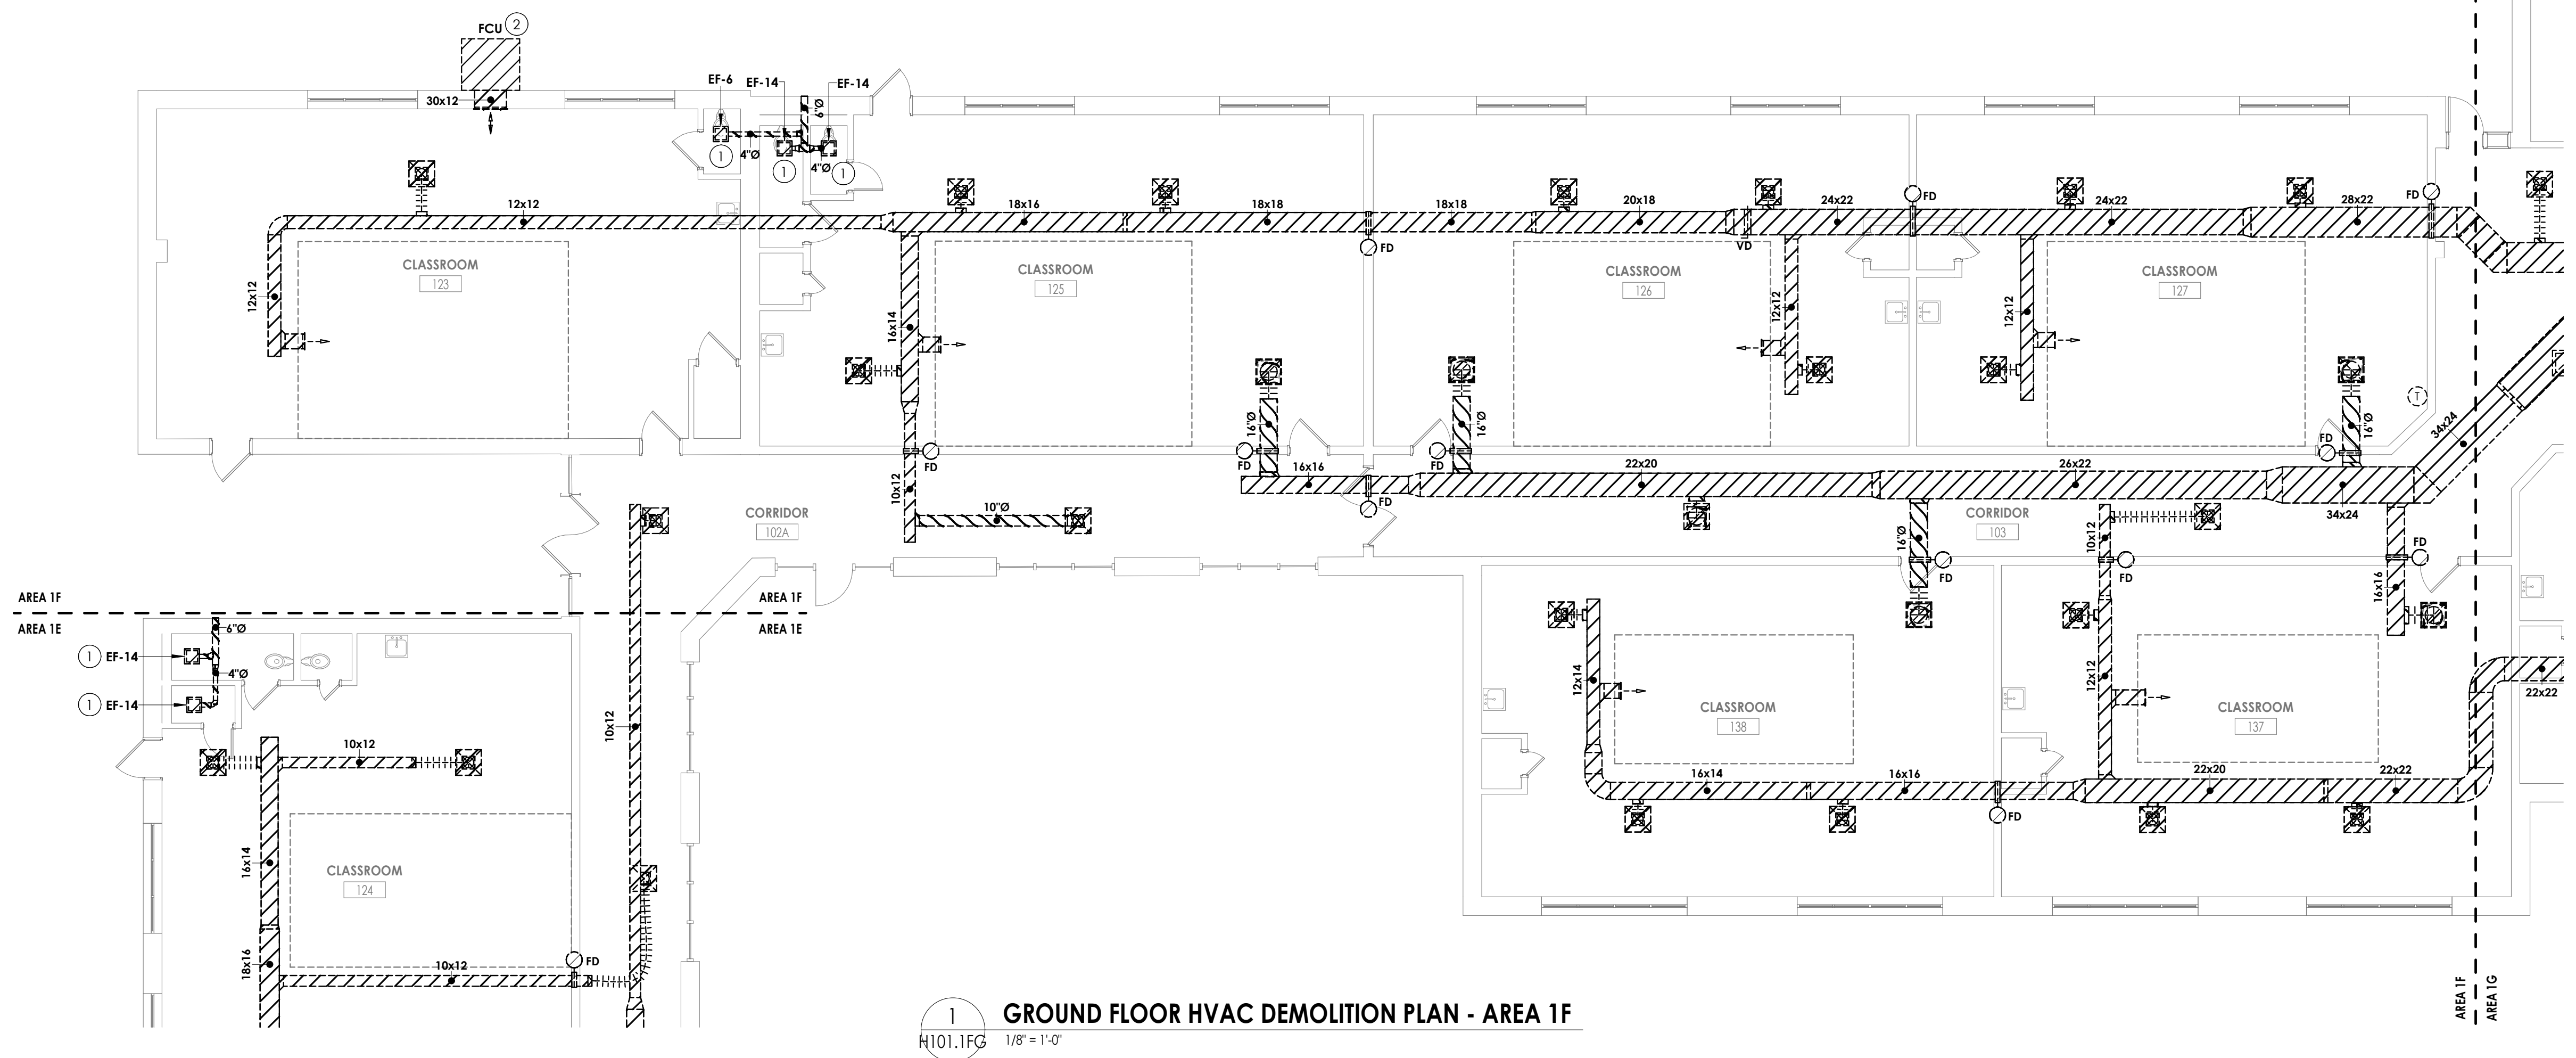 FCU 2
30x12
EF-6
EF-14
EF-14
6"Ø
4"Ø
4"Ø
1
1
1
12x12
18x16
18x18
18x18
20x18
24x22
FD
24x22
28x22
FD
FD
VD
CLASSROOM
123
CLASSROOM
125
CLASSROOM
126
CLASSROOM
127
12x12
16x14
12x12
12x12
T
16"Ø
16"Ø
16"Ø
34x24
FD
FD
FD
FD
16x16
22x20
26x22
34x24
10x12
10"Ø
FD
CORRIDOR
102A
CORRIDOR
103
16"Ø
FD
10x12
FD
FD
16x16
AREA 1F
AREA 1F
AREA 1E
AREA 1E
6"Ø
1 EF-14
4"Ø
1 EF-14
10x12
10x12
16x14
CLASSROOM
124
18x16
10x12
FD
12x14
CLASSROOM
138
12x12
CLASSROOM
137
22x22
16x14
16x16
22x20
22x22
FD
1
H101.1FG
GROUND FLOOR HVAC DEMOLITION PLAN - AREA 1F
1/8" = 1'-0"
AREA 1F
AREA 1G